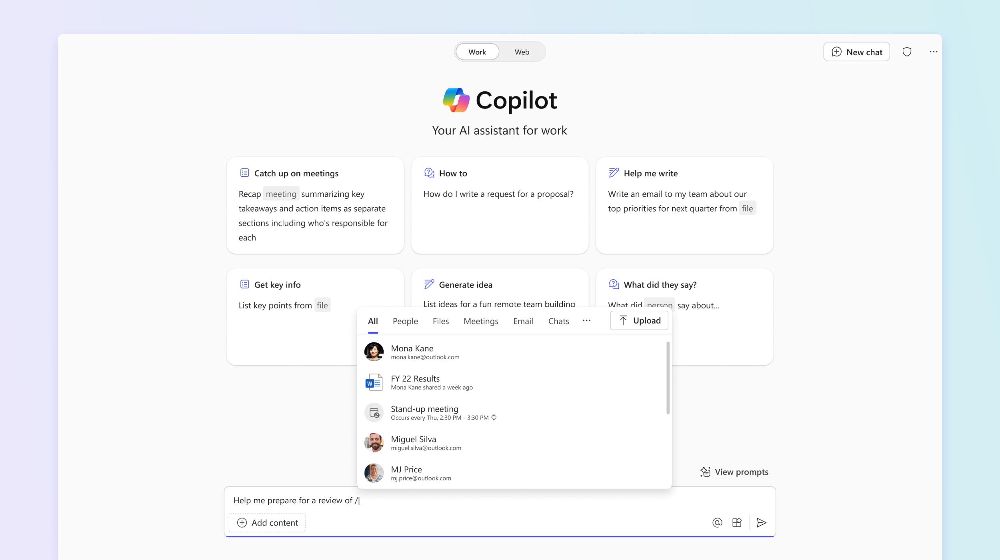 Work
Web
New chat
Copilot
Your AI assistant for work
Catch up on meetings
Recap meeting summarizing key
takeaways and action items as separate
sections including who's responsible for
each
How to
How do I write a request for a proposal?
Help me write
Write an email to my team about our
top priorities for next quarter from file
Get key info
List key points from file
Generate idea
List ideas for a fun remote team building
What did they say?
What did person say about...
All
People
Files
Meetings
Email
Chats
Upload
Mona Kane
mona.kane@outlook.com
W
FY 22 Results
Mona Kane shared a week ago
Stand-up meeting
Occurs every Thu, 2:30 PM - 3:30 PM
Miguel Silva
miguel.silva@outlook.com
MJ Price
mj.price@outlook.com
View prompts
Help me prepare for a review of /
Add content